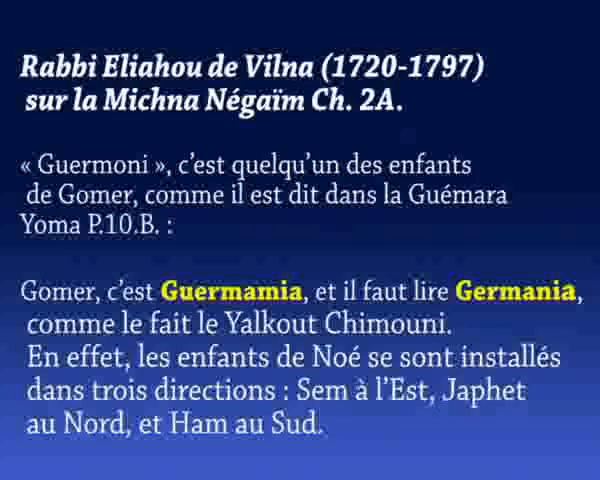 Rabbi Eliahou de Vilna (1720-1797)
sur la Michna Négaïm Ch. 2A.
« Guermoni », c’est quelqu’un des enfants
de Gomer, comme il est dit dans la Guémara
Yoma P.10.B. :
Gomer, c’est Guermamia, et il faut lire Germania,
comme le fait le Yalkout Chimouni.
En effet, les enfants de Noé se sont installés
dans trois directions : Sem à l’Est, Japhet
au Nord, et Ham au Sud.